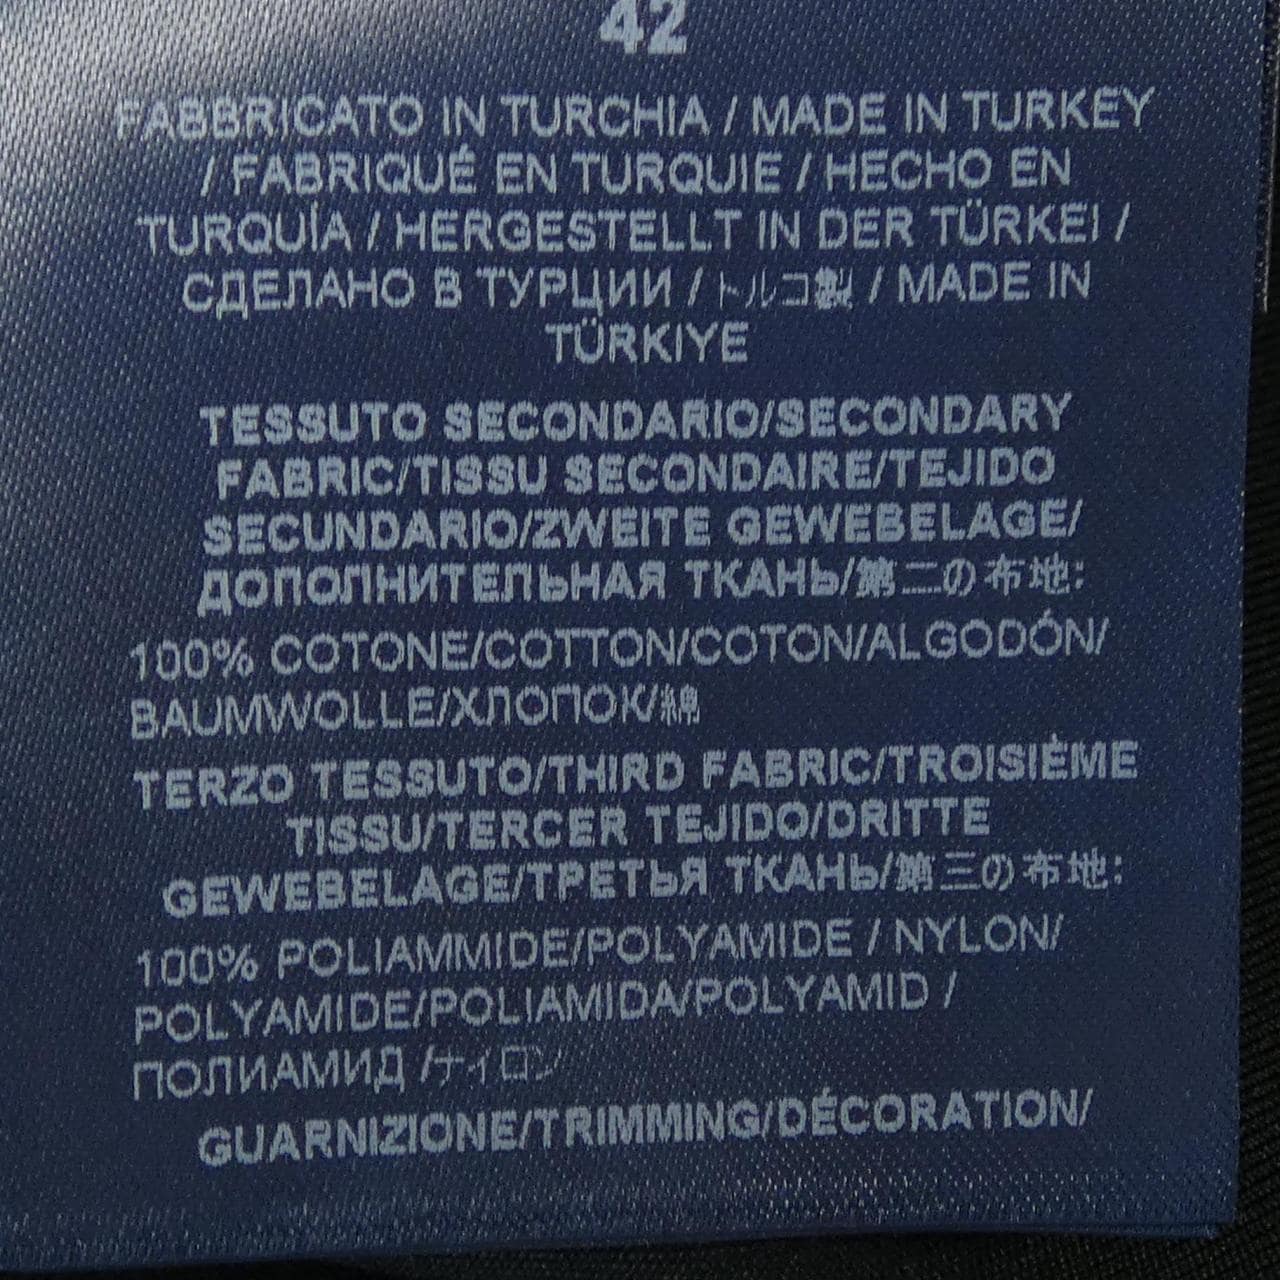 42
FABBRICATO IN TURCHIA / MADE IN TURKEY
/ FABRIQUÉ EN TURQUIE / HECHO EN
TURQUÍA / HERGESTELLT IN DER TÜRKEI /
СДЕЛАНО В ТУРЦИИ / トルコ製 / MADE IN
TÜRKIYE
TESSUTO SECONDARIO/SECONDARY
FABRIC/TISSU SECONDAIRE/TEJIDO
SECUNDARIO/ZWEITE GEWEBELAGE/
ДОПОЛНИТЕЛЬНАЯ ТКАНЬ/第二の布地:
100% COTONE/COTTON/COTON/ALGODÓN/
BAUMWOLLE/ХЛОПОК/綿
TERZO TESSUTO/THIRD FABRIC/TROISIÈME
TISSU/TERCER TEJIDO/DRITTE
GEWEBELAGE/ТРЕТЬЯ ТКАНЬ/第三の布地:
100% POLIAMMIDE/POLYAMIDE / NYLON/
POLYAMIDE/POLIAMIDA/POLYAMID /
ПОЛИАМИД /ナイロン
GUARNIZIONE/TRIMMING/DÉCORATION/